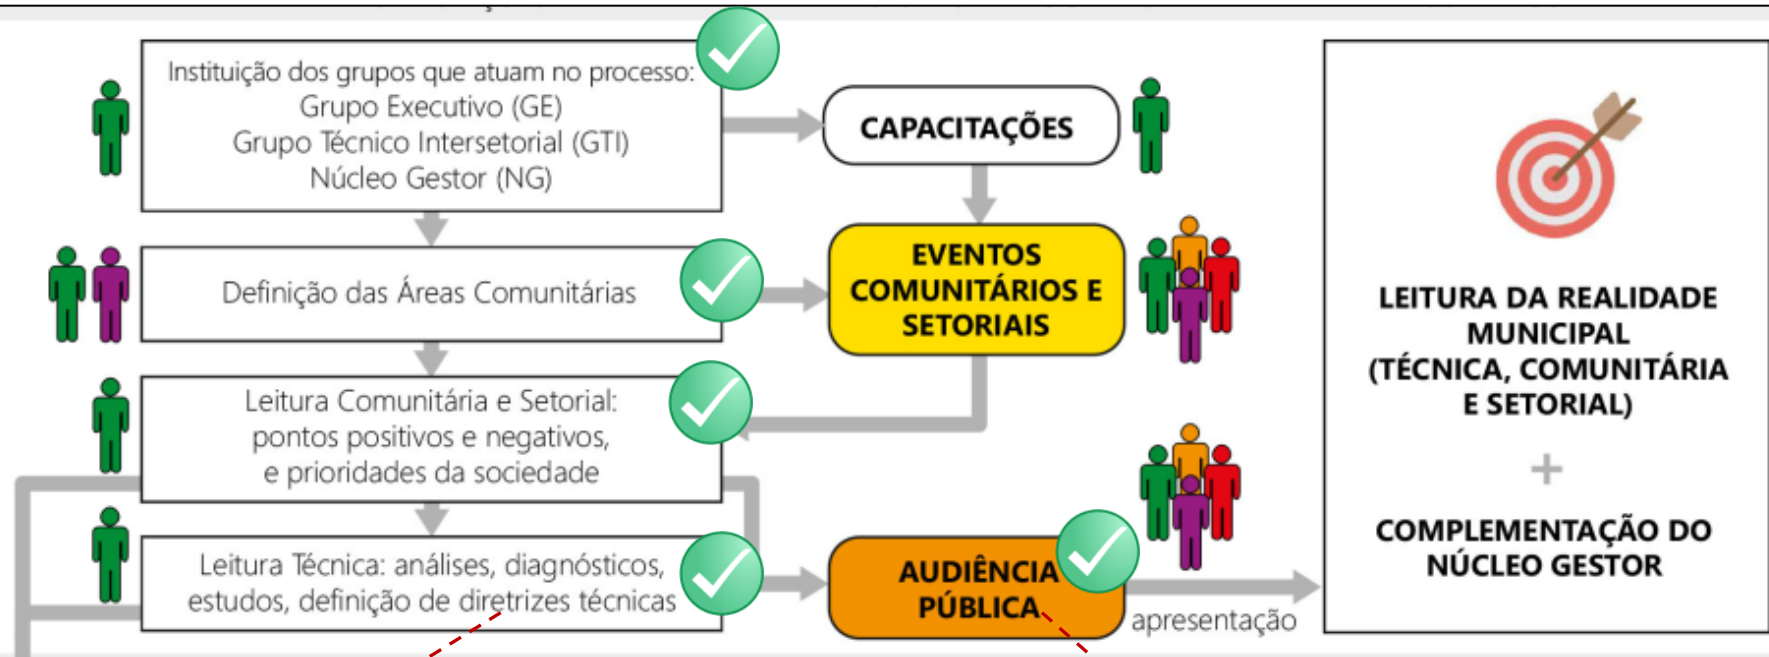 Instituição dos grupos que atuam no processo:
Grupo Executivo (GE)
Grupo Técnico Intersetorial (GTI)
Núcleo Gestor (NG)
CAPACITAÇÕES
Definição das Áreas Comunitárias
EVENTOS
COMUNITÁRIOS E
SETORIAIS
Leitura Comunitária e Setorial:
pontos positivos e negativos,
e prioridades da sociedade
Leitura Técnica: análises, diagnósticos,
estudos, definição de diretrizes técnicas
AUDIÊNCIA
PÚBLICA
apresentação
LEITURA DA REALIDADE
MUNICIPAL
(TÉCNICA, COMUNITÁRIA
E SETORIAL)
+
COMPLEMENTAÇÃO DO
NÚCLEO GESTOR